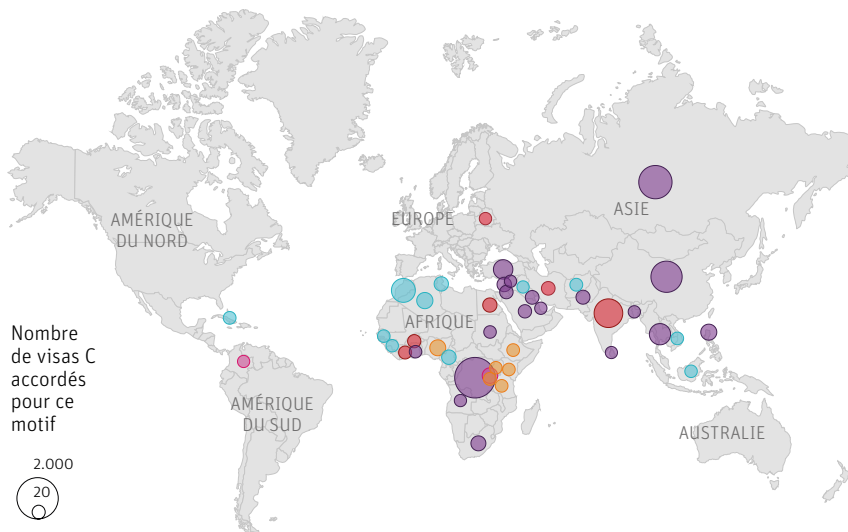 AMÉRIQUE
DU NORD
EUROPE
ASIE
AFRIQUE
AMÉRIQUE
DU SUD
AUSTRALIE
Nombre
de visas C
accordés
pour ce
motif
2.000
20